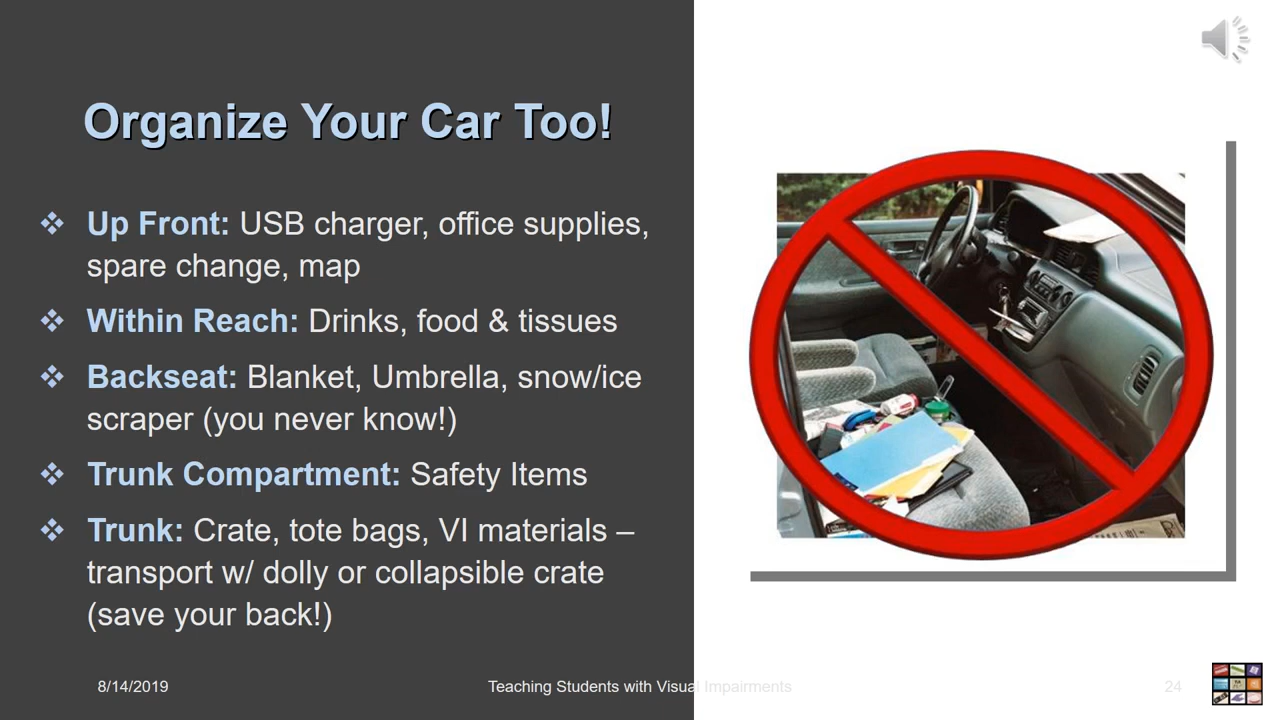 Organize Your Car Too!
Up Front: USB charger, office supplies,
spare change, map
Within Reach: Drinks, food & tissues
Backseat: Blanket, Umbrella, snow/ice
scraper (you never know!)
Trunk Compartment: Safety Items
Trunk: Crate, tote bags, VI materials –
transport w/ dolly or collapsible crate
(save your back!)
8/14/2019
Teaching Students with Visual Impairments
24